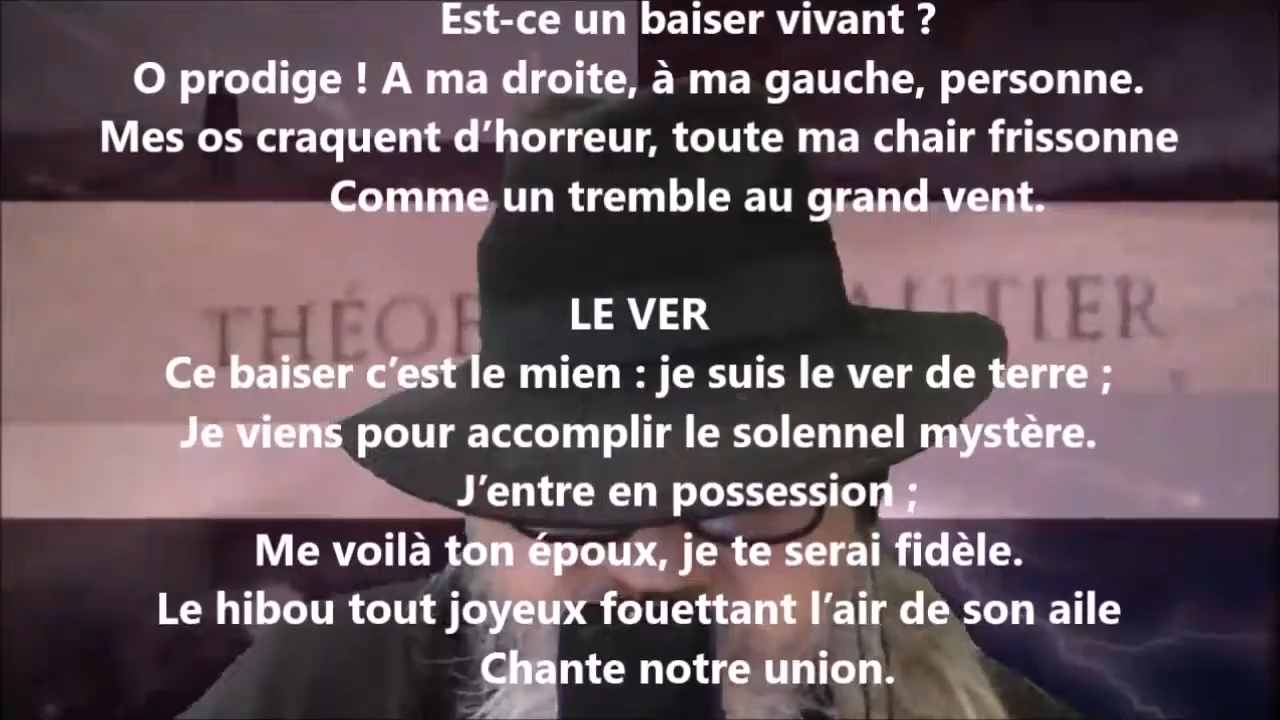 Est-ce un baiser vivant ?
O prodige ! A ma droite, à ma gauche, personne.
Mes os craquent d’horreur, toute ma chair frissonne
Comme un tremble au grand vent.
THÉOP AUTIER
LE VER
Ce baiser c’est le mien : je suis le ver de terre ;
Je viens pour accomplir le solennel mystère.
J’entre en possession ;
Me voilà ton époux, je te serai fidèle.
Le hibou tout joyeux fouettant l’air de son aile
Chante notre union.